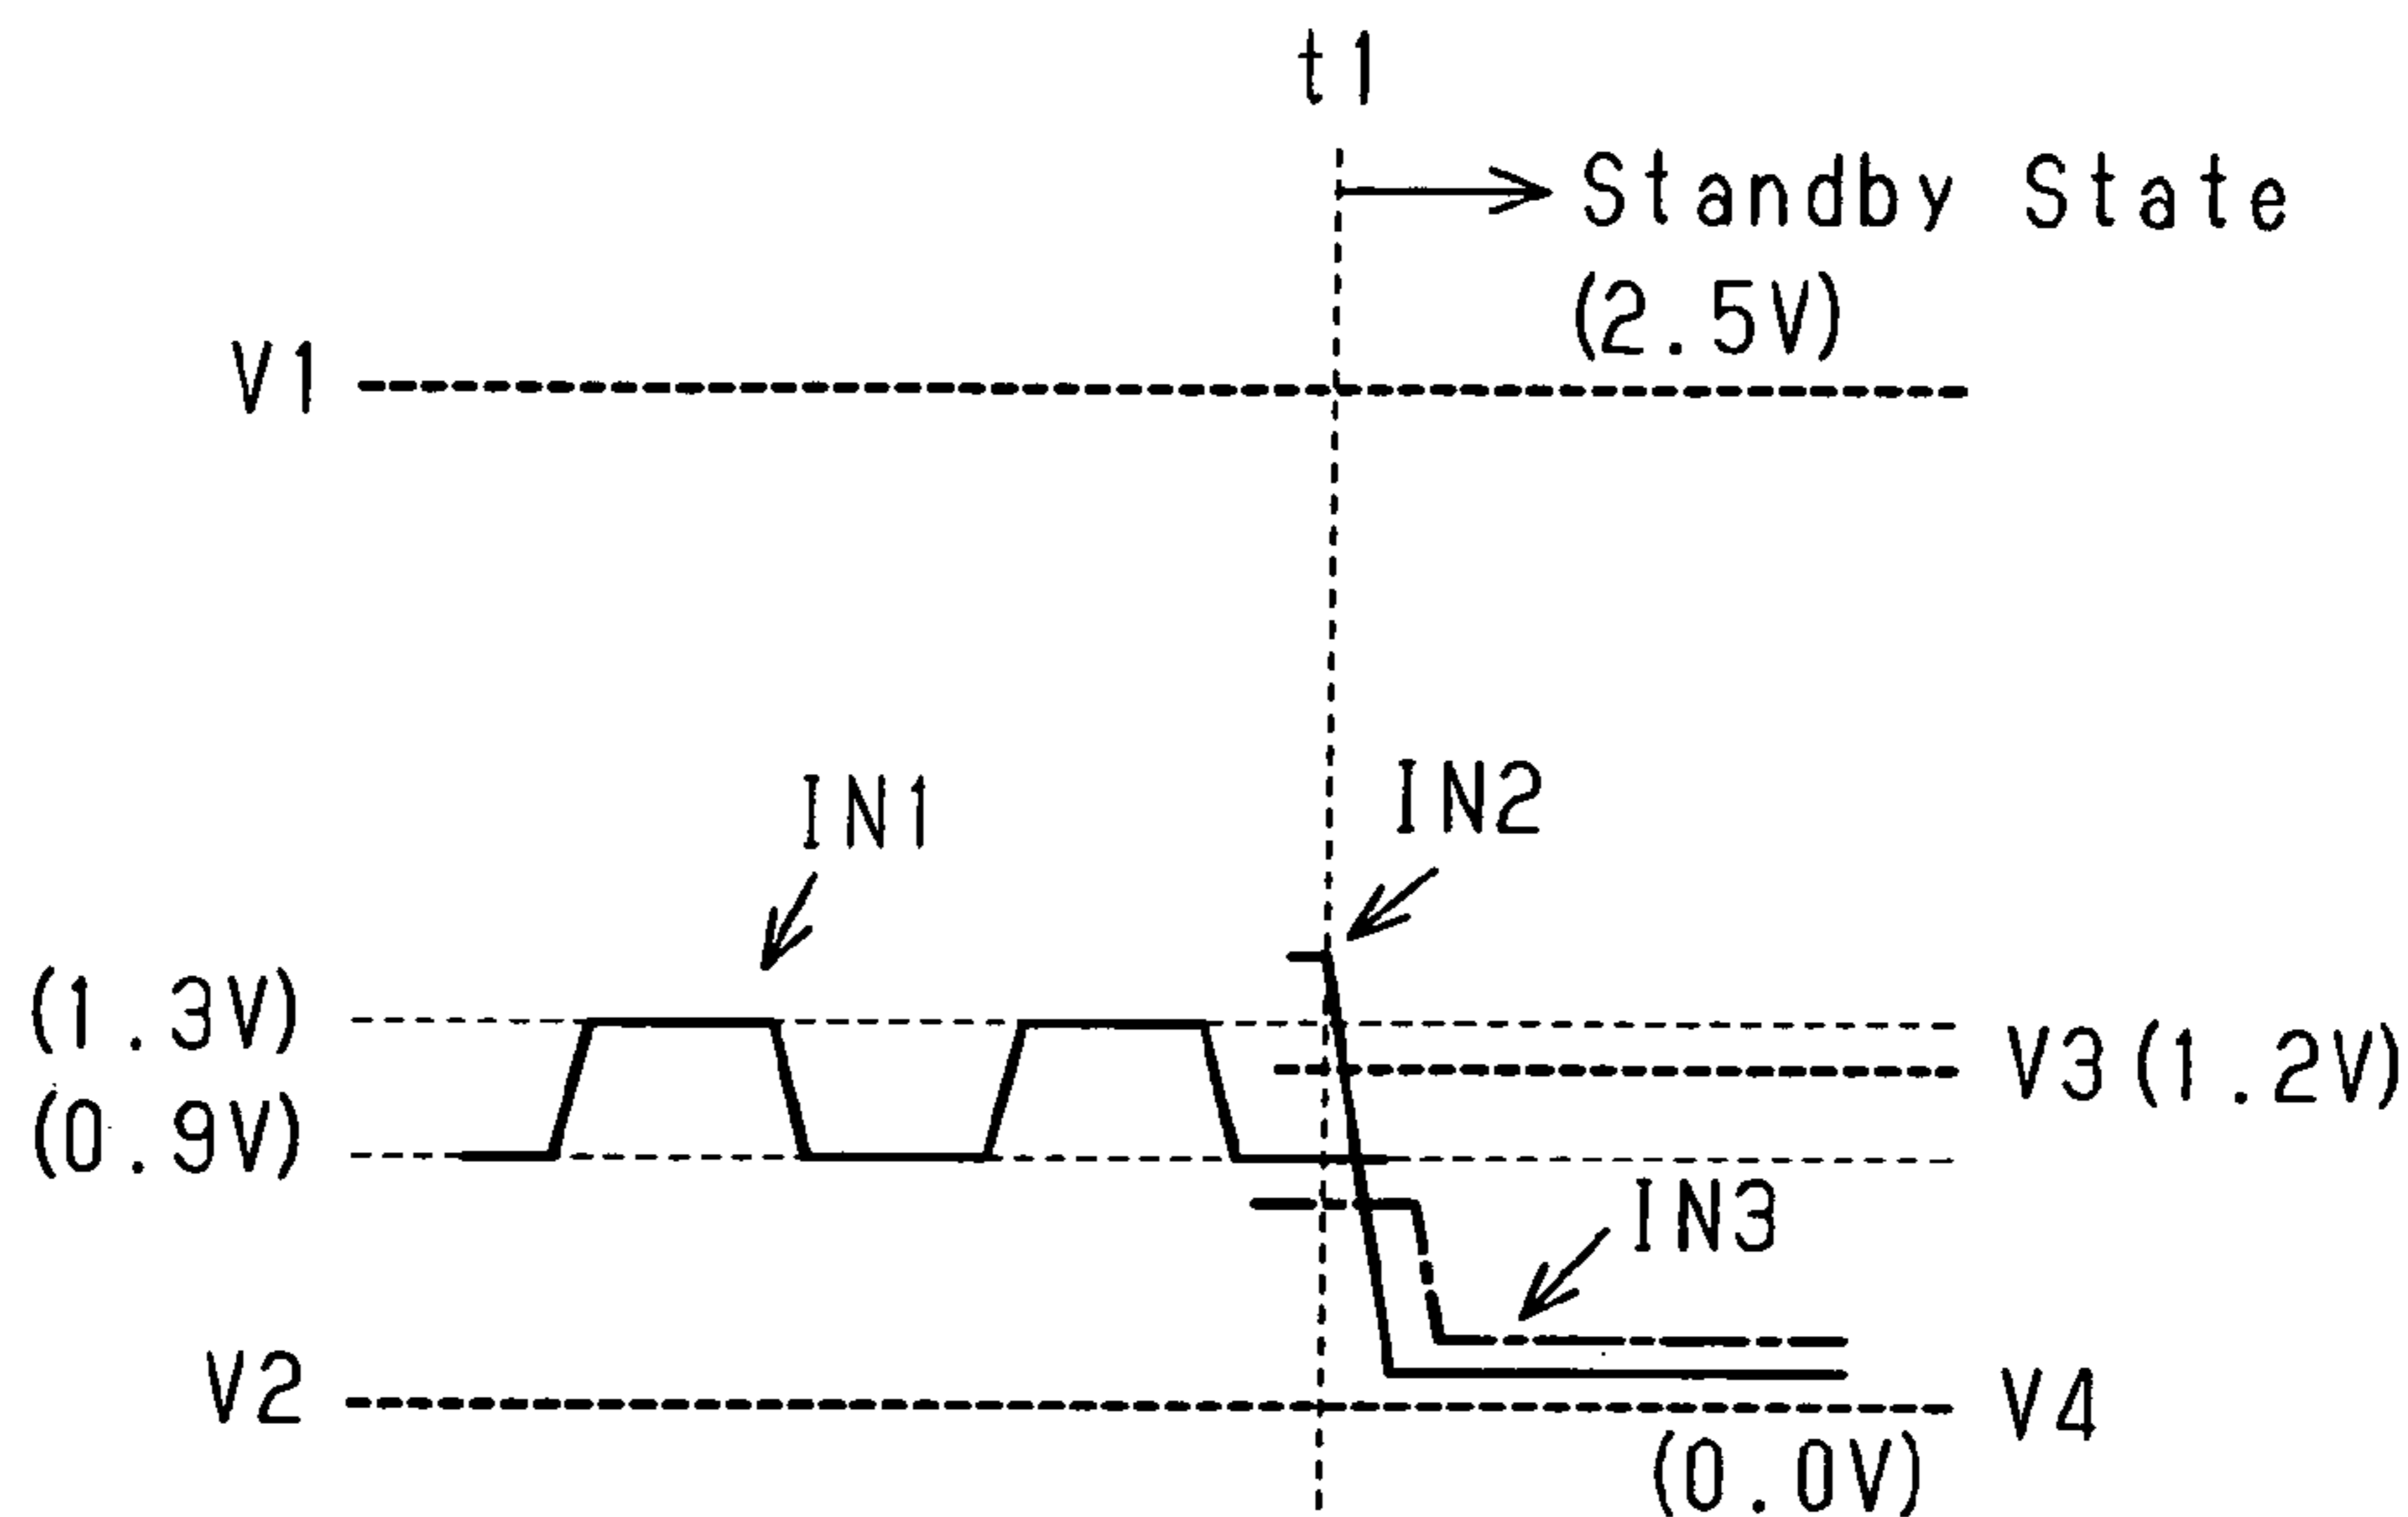 t1
Standby State
(2.5V)
V1
IN1
IN2
(1.3V)
V3(1.2V)
(0.9V)
IN3
V2
V4
(0.0V)